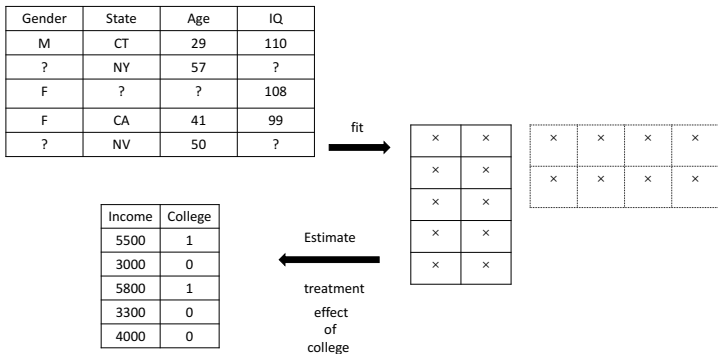 Gender State Age IQ
M CT 29 110
? NY 57 ?
F ? ? 108
F CA 41 99
? NV 50 ?
fit
× ×
× ×
× ×
× ×
× ×
× × × ×
× × × ×
Income College
5500 1
3000 0
5800 1
3300 0
4000 0
Estimate
treatment
effect
of
college